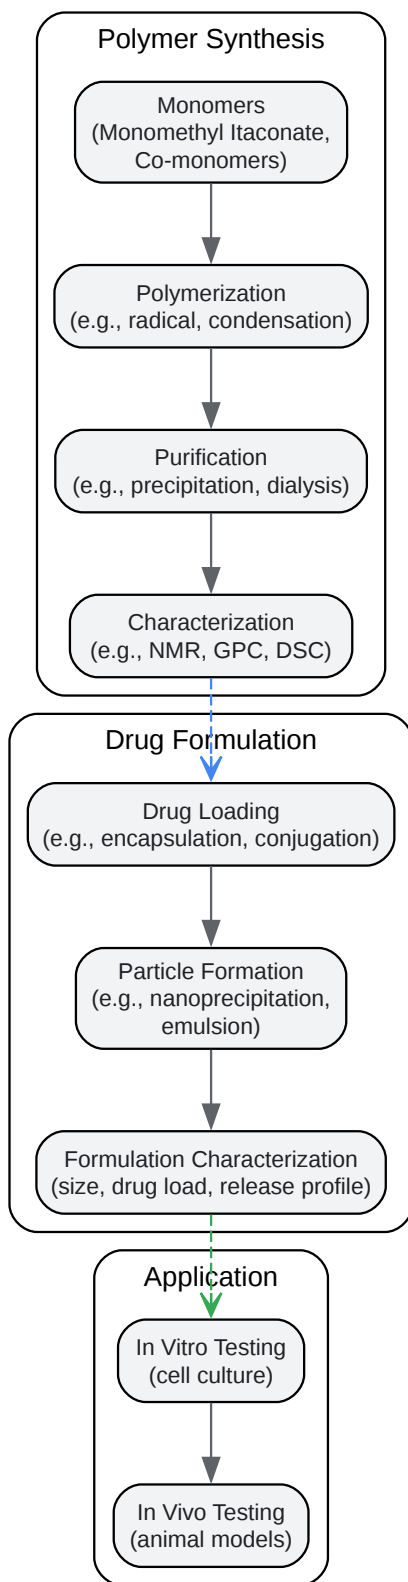 Polymer Synthesis
Monomers
(Monomethyl Itaconate,
Co-monomers)
Polymerization
(e.g., radical, condensation)
Purification
(e.g., precipitation, dialysis)
Characterization
(e.g., NMR, GPC, DSC)
Drug Formulation
Drug Loading
(e.g., encapsulation, conjugation)
Particle Formation
(e.g., nanoprecipitation,
emulsion)
Formulation Characterization
(size, drug load, release profile)
Application
In Vitro Testing
(cell culture)
In Vivo Testing
(animal models)